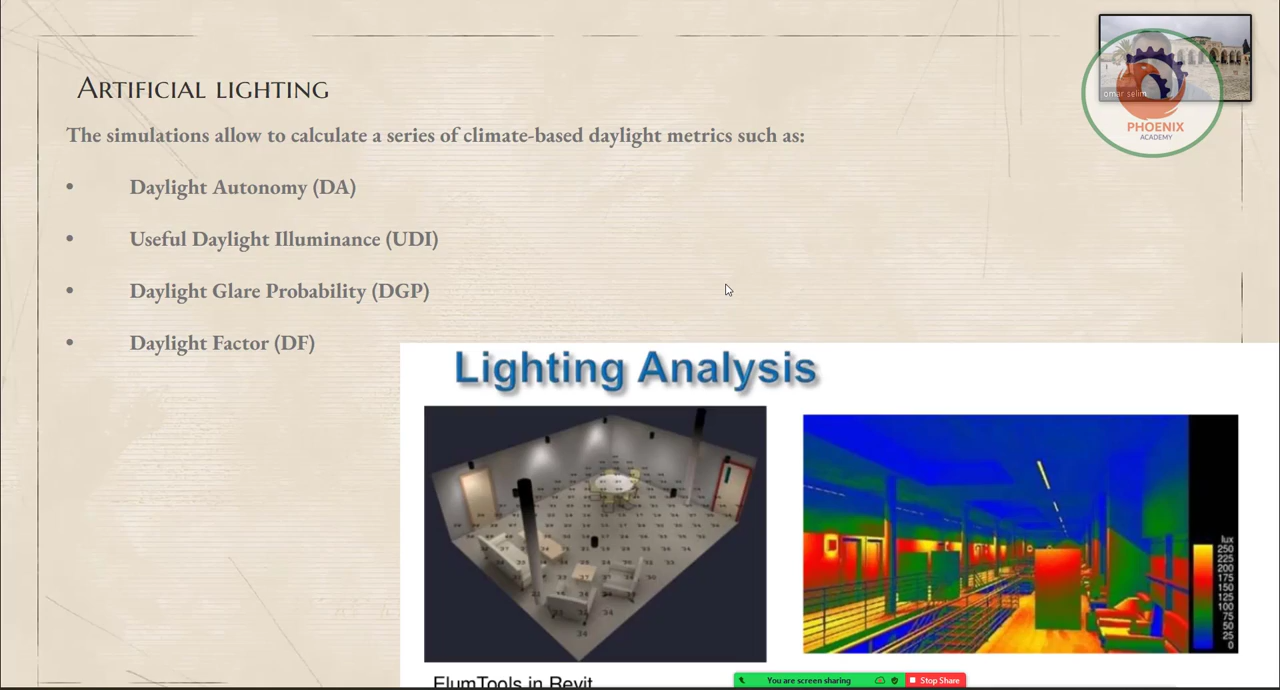 Artificial lighting
The simulations allow to calculate a series of climate-based daylight metrics such as:
• Daylight Autonomy (DA)
• Useful Daylight Illuminance (UDI)
• Daylight Glare Probability (DGP)
• Daylight Factor (DF)
omar selim
PHOENIX
ACADEMY
Lighting Analysis
lux
250
225
200
175
150
125
100
75
50
25
0
ElumTools in Revit
You are screen sharing
Stop Share